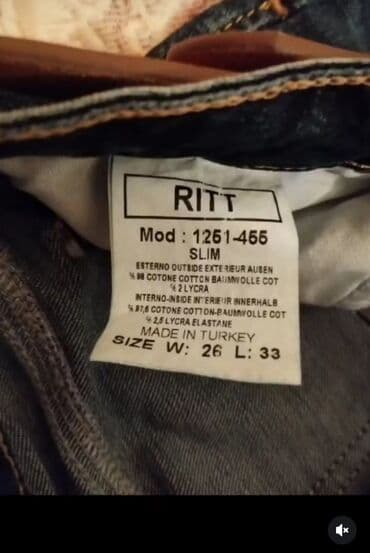 RITT
Mod : 1251-455
SLIM
ESTERNO OUTSIDE EXTERIEUR AUSEN
% 98 COTONE COTTON BAUMWOLLE COT
% 2 LYCRA
INTERNO-INSIDE INTERIEUR INNERHALB
% 97,5 COTONE COTTON-BAUMWOLLE COT
% 2,5 LYCRA ELASTANE
MADE IN TURKEY
SIZE W: 26 L: 33